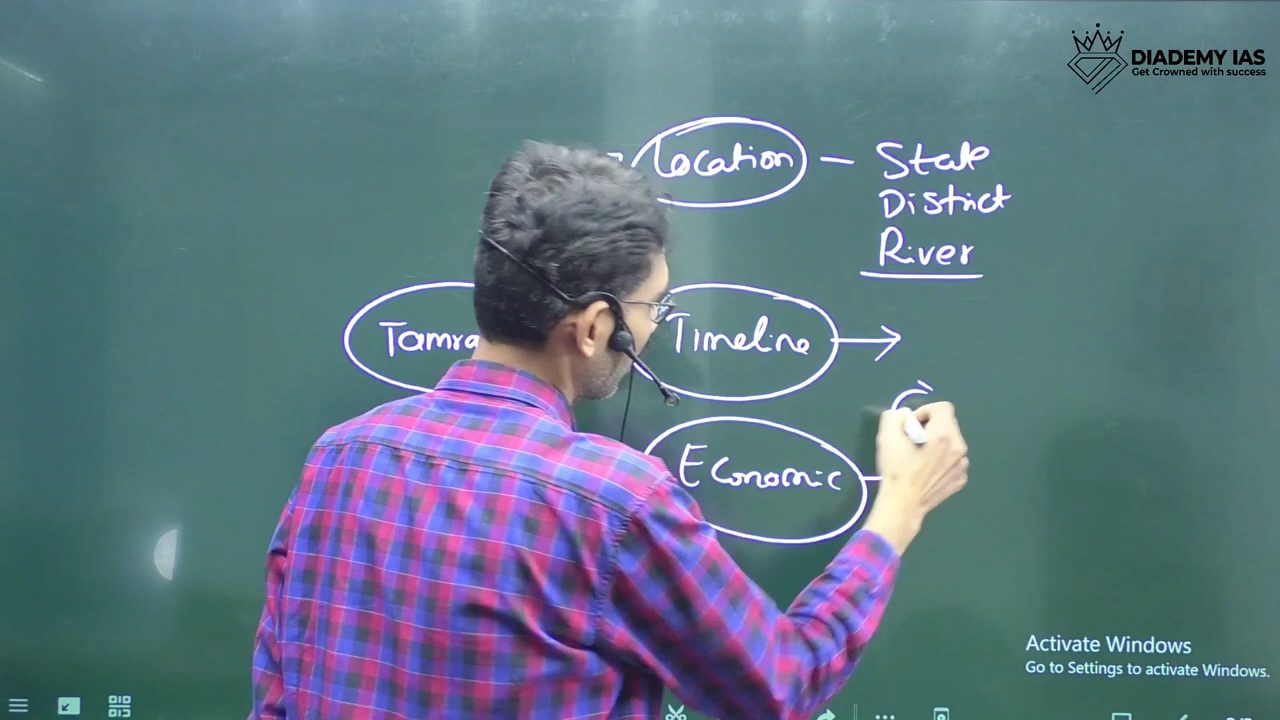 DIADEMY IAS
Get Crowned with success
Location — State
District
River
Tamra
Timeline →
Economic
Activate Windows
Go to Settings to activate Windows.